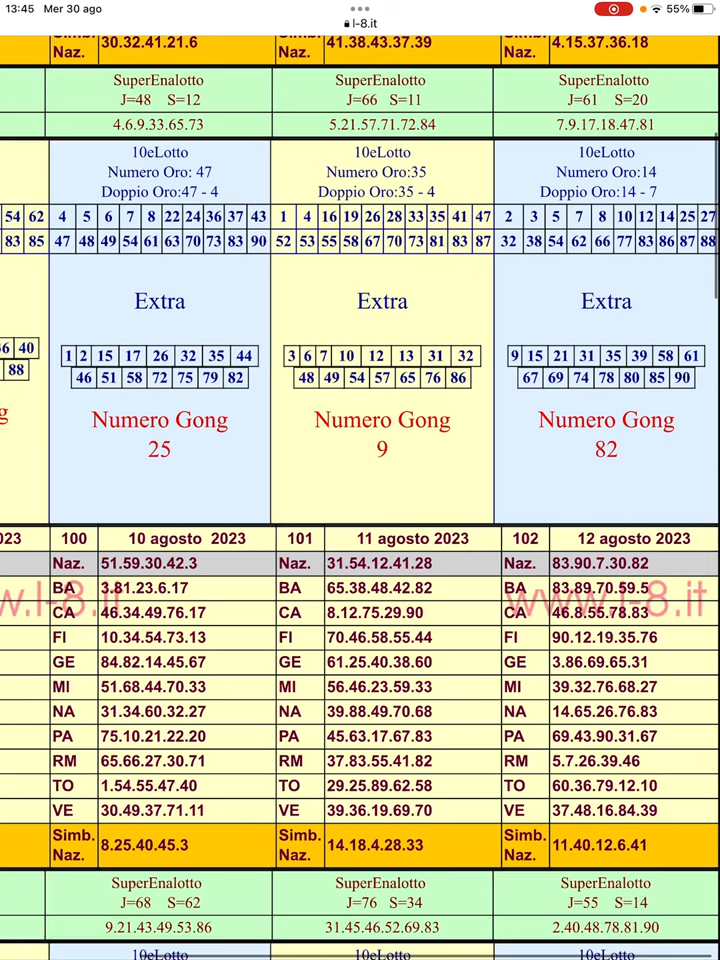 13:45 Mer 30 ago
55%
l-8.it
Naz. 30.32.41.21.6 Naz. 41.38.43.37.39 Naz. 4.15.37.36.18
SuperEnalotto SuperEnalotto SuperEnalotto
J=48 S=12 J=66 S=11 J=61 S=20
4.6.9.33.65.73 5.21.57.71.72.84 7.9.17.18.47.81
10eLotto 10eLotto 10eLotto
Numero Oro: 47 Numero Oro:35 Numero Oro:14
Doppio Oro:47 - 4 Doppio Oro:35 - 4 Doppio Oro:14 - 7
54 62 4 5 6 7 8 22 24 36 37 43 1 4 16 19 26 28 33 35 41 47 2 3 5 7 8 10 12 14 25 27
83 85 47 48 49 54 61 63 70 73 83 90 52 53 55 58 67 70 73 81 83 87 32 38 54 62 66 77 83 86 87 88
Extra Extra Extra
6 40 1 2 15 17 26 32 35 44 3 6 7 10 12 13 31 32 9 15 21 31 35 39 58 61
88 46 51 58 72 75 79 82 48 49 54 57 65 76 86 67 69 74 78 80 85 90
g Numero Gong Numero Gong Numero Gong
25 9 82
023 100 10 agosto 2023 101 11 agosto 2023 102 12 agosto 2023
Naz. 51.59.30.42.3 Naz. 31.54.12.41.28 Naz. 83.90.7.30.82
BA 3.81.23.6.17 BA 65.38.48.42.82 BA 83.89.70.59.5
w.l-8.it www.l-8.it
CA 46.34.49.76.17 CA 8.12.75.29.90 CA 46.8.55.78.83
FI 10.34.54.73.13 FI 70.46.58.55.44 FI 90.12.19.35.76
GE 84.82.14.45.67 GE 61.25.40.38.60 GE 3.86.69.65.31
MI 51.68.44.70.33 MI 56.46.23.59.33 MI 39.32.76.68.27
NA 31.34.60.32.27 NA 39.88.49.70.68 NA 14.65.26.76.83
PA 75.10.21.22.20 PA 45.63.17.67.83 PA 69.43.90.31.67
RM 65.66.27.30.71 RM 37.83.55.41.82 RM 5.7.26.39.46
TO 1.54.55.47.40 TO 29.25.89.62.58 TO 60.36.79.12.10
VE 30.49.37.71.11 VE 39.36.19.69.70 VE 37.48.16.84.39
Simb. Naz. 8.25.40.45.3 Simb. Naz. 14.18.4.28.33 Simb. Naz. 11.40.12.6.41
SuperEnalotto SuperEnalotto SuperEnalotto
J=68 S=62 J=76 S=34 J=55 S=14
9.21.43.49.53.86 31.45.46.52.69.83 2.40.48.78.81.90
10eLotto 10eLotto 10eLotto